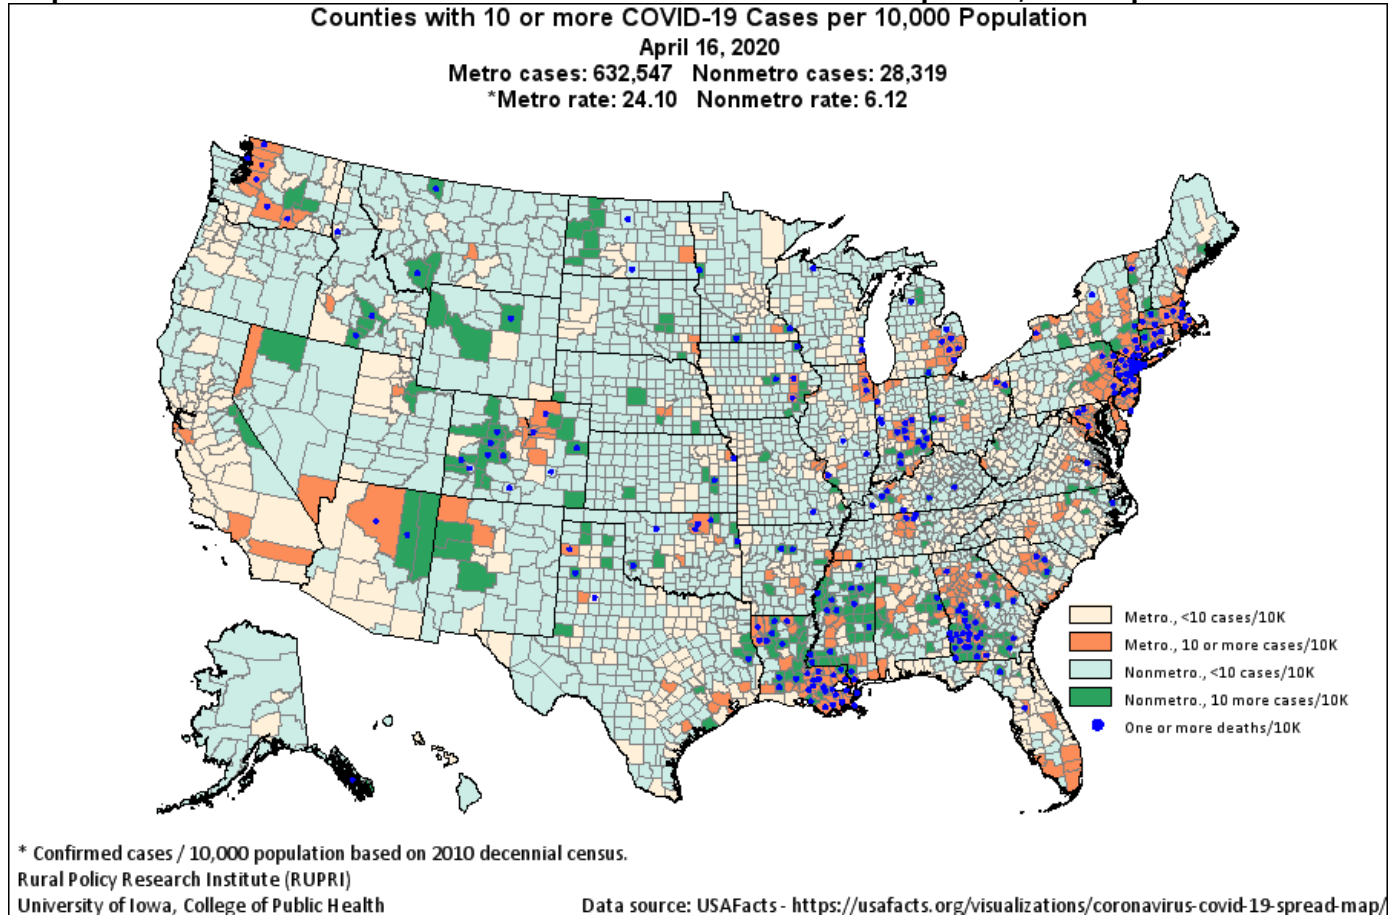 Counties with 10 or more COVID-19 Cases per 10,000 Population
April 16, 2020
Metro cases: 632,547 Nonmetro cases: 28,319
*Metro rate: 24.10 Nonmetro rate: 6.12
Metro., <10 cases/10K
Metro., 10 or more cases/10K
Nonmetro., <10 cases/10K
Nonmetro., 10 more cases/10K
One or more deaths/10K
* Confirmed cases / 10,000 population based on 2010 decennial census.
Rural Policy Research Institute (RUPRI)
University of Iowa, College of Public Health
Data source: USAFacts - https://usafacts.org/visualizations/coronavirus-covid-19-spread-map/